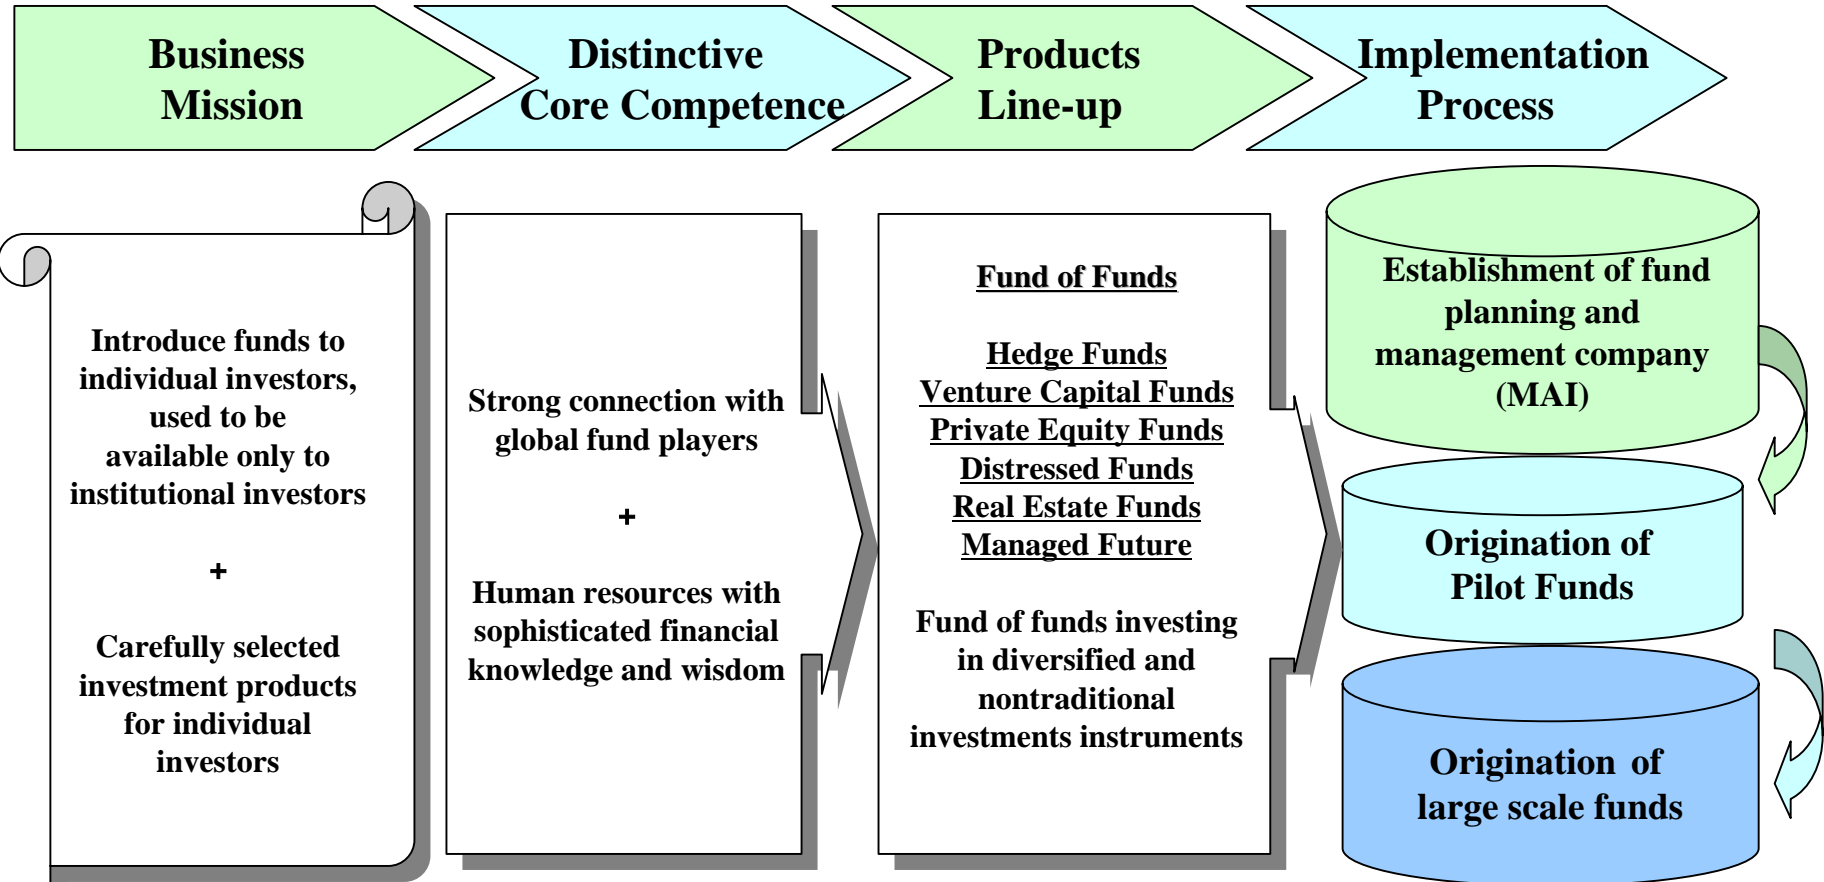 Business
Mission
Distinctive
Core Competence
Products
Line-up
Implementation
Process
Introduce funds to
individual investors,
used to be
available only to
institutional investors
+
Carefully selected
investment products
for individual
investors
Strong connection with
global fund players
+
Human resources with
sophisticated financial
knowledge and wisdom
Fund of Funds
Hedge Funds
Venture Capital Funds
Private Equity Funds
Distressed Funds
Real Estate Funds
Managed Future
Fund of funds investing
in diversified and
nontraditional
investments instruments
Establishment of fund
planning and
management company
(MAI)
Origination of
Pilot Funds
Origination of
large scale funds